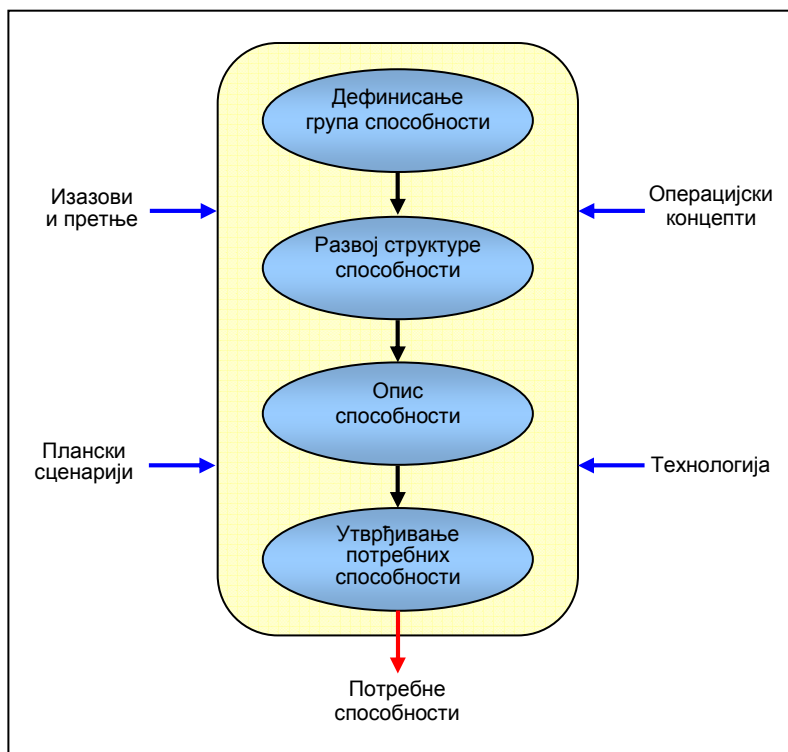 Дефинисање
група способности
Изазови
и претње
Операцијски
концепти
Развој структуре
способности
Опис
способности
Плански
сценарији
Технологија
Утврђивање
потребних
способности
Потребне
способности